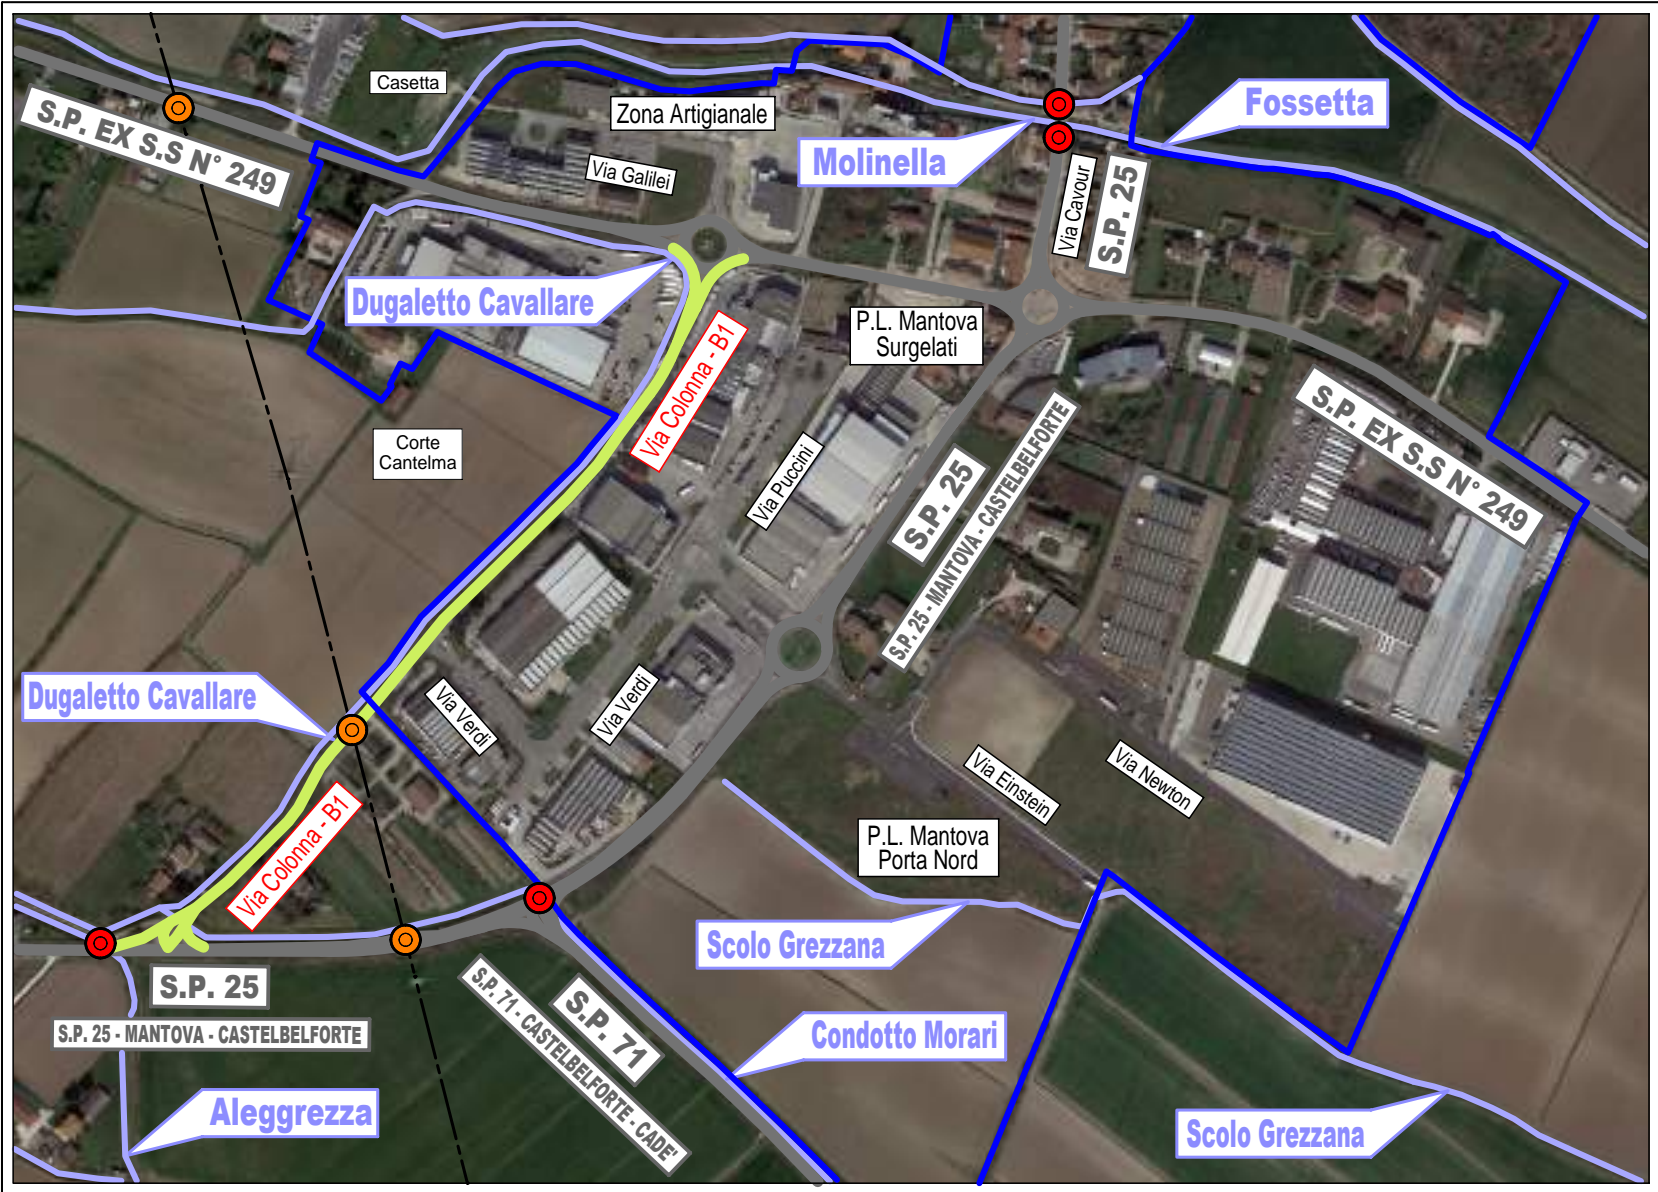 Casetta
Zona Artigianale
Fossetta
S.P. EX S.S N° 249
Molinella
Via Galilei
Via Cavour
S.P. 25
Dugaletto Cavallare
P.L. Mantova
Surgelati
Via Colonna - B1
S.P. EX S.S N° 249
Corte
Cantelma
Via Puccini
S.P. 25
S.P. 25 - MANTOVA - CASTELBELFORTE
Dugaletto Cavallare
Via Verdi
Via Verdi
Via Einstein
Via Newton
Via Colonna - B1
P.L. Mantova
Porta Nord
Scolo Grezzana
S.P. 25
S.P. 25 - MANTOVA - CASTELBELFORTE
S.P. 71
S.P. 71 - CASTELBELFORTE - CADE'
Condotto Morari
Aleggrezza
Scolo Grezzana